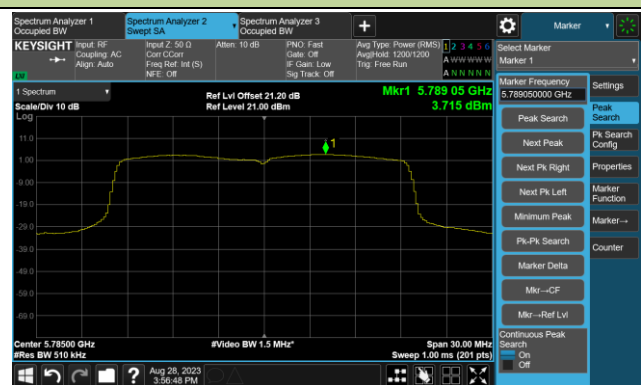 Spectrum Analyzer 1
Occupied BW
Spectrum Analyzer 2
Swept SA
Spectrum Analyzer 3
Occupied BW
Marker
KEYSIGHT
Input: RF
Coupling: AC
Align: Auto
Input Z: 50 Ω
Corr CCorr
Freq Ref: Int (S)
NFE: Off
Atten: 10 dB
PNO: Fast
Gate: Off
IF Gain: Low
Sig Track: Off
Avg Type: Power (RMS)
Avg|Hold: 1200/1200
Trig: Free Run
1 2 3 4 5 6
A W W W W W
A N N N N N
Select Marker
Marker 1
1 Spectrum
Scale/Div 10 dB
Log
Ref Lvl Offset 21.20 dB
Ref Level 21.00 dBm
Mkr1 5.789 05 GHz
3.715 dBm
11.0
1.00
-9.00
-19.0
-29.0
-39.0
-49.0
-59.0
-69.0
1
Center 5.78500 GHz
#Res BW 510 kHz
#Video BW 1.5 MHz*
Span 30.00 MHz
Sweep 1.00 ms (201 pts)
Marker Frequency
5.789050000 GHz
Peak Search
Next Peak
Next Pk Right
Next Pk Left
Minimum Peak
Pk-Pk Search
Marker Delta
Mkr→CF
Mkr→Ref Lvl
Continuous Peak
Search
On
Off
Settings
Peak
Search
Pk Search
Config
Properties
Marker
Function
Marker→
Counter
Aug 28, 2023
3:56:48 PM